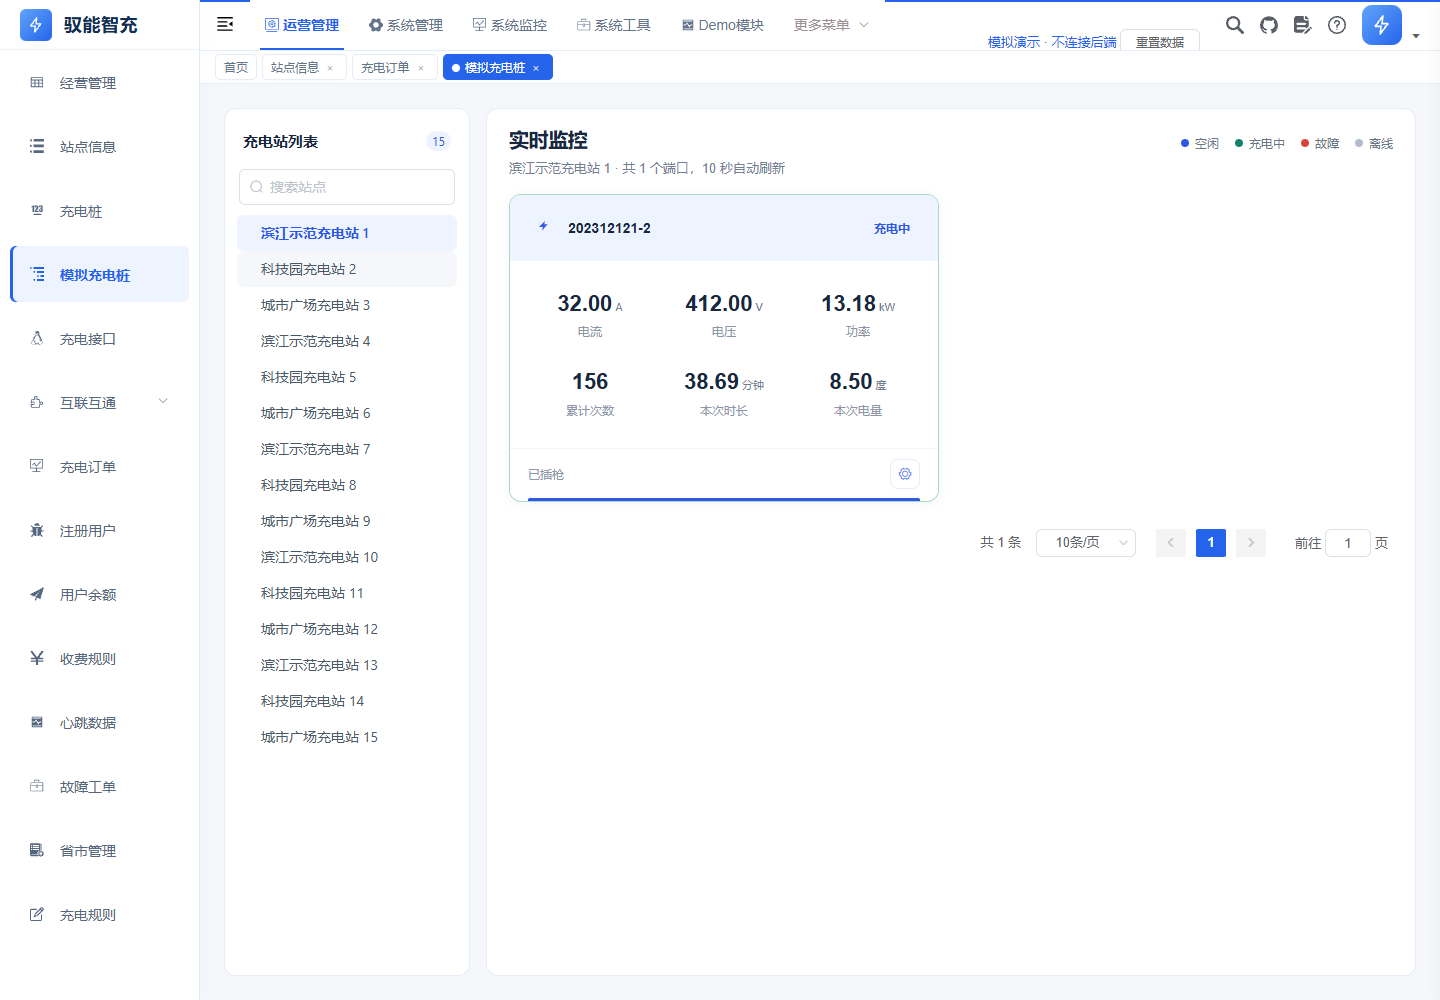 驭能智充
运营管理
系统管理
系统监控
系统工具
Demo模块
更多菜单
模拟演示 · 不连接后端
重置数据
首页
站点信息 ×
充电订单 ×
模拟充电桩 ×
经营管理
站点信息
充电桩
模拟充电桩
充电接口
互联互通
充电订单
注册用户
用户余额
收费规则
心跳数据
故障工单
省市管理
充电规则
充电站列表
15
搜索站点
滨江示范充电站 1
科技园充电站 2
城市广场充电站 3
滨江示范充电站 4
科技园充电站 5
城市广场充电站 6
滨江示范充电站 7
科技园充电站 8
城市广场充电站 9
滨江示范充电站 10
科技园充电站 11
城市广场充电站 12
滨江示范充电站 13
科技园充电站 14
城市广场充电站 15
实时监控
滨江示范充电站 1 · 共 1 个端口，10 秒自动刷新
空闲
充电中
故障
离线
202312121-2
充电中
32.00 A
电流
412.00 V
电压
13.18 kW
功率
156
累计次数
38.69 分钟
本次时长
8.50 度
本次电量
已插枪
共 1 条
10条/页
1
前往 1 页